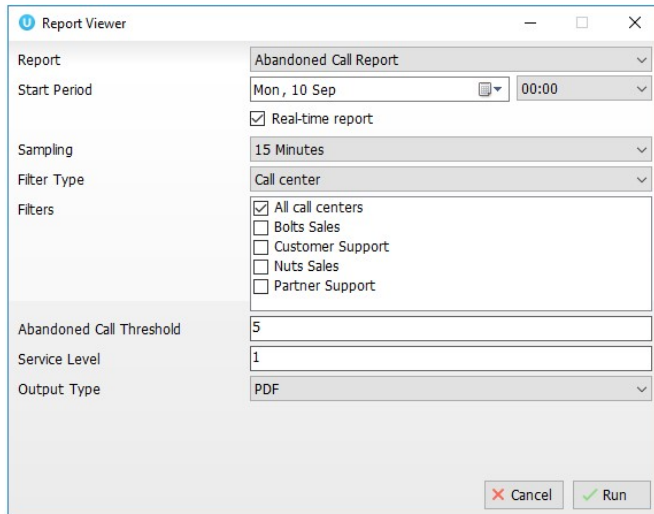 Report Viewer
Report Abandoned Call Report
Start Period Mon, 10 Sep 00:00
Real-time report
Sampling 15 Minutes
Filter Type Call center
Filters All call centers
Bolts Sales
Customer Support
Nuts Sales
Partner Support
Abandoned Call Threshold 5
Service Level 1
Output Type PDF
Cancel Run